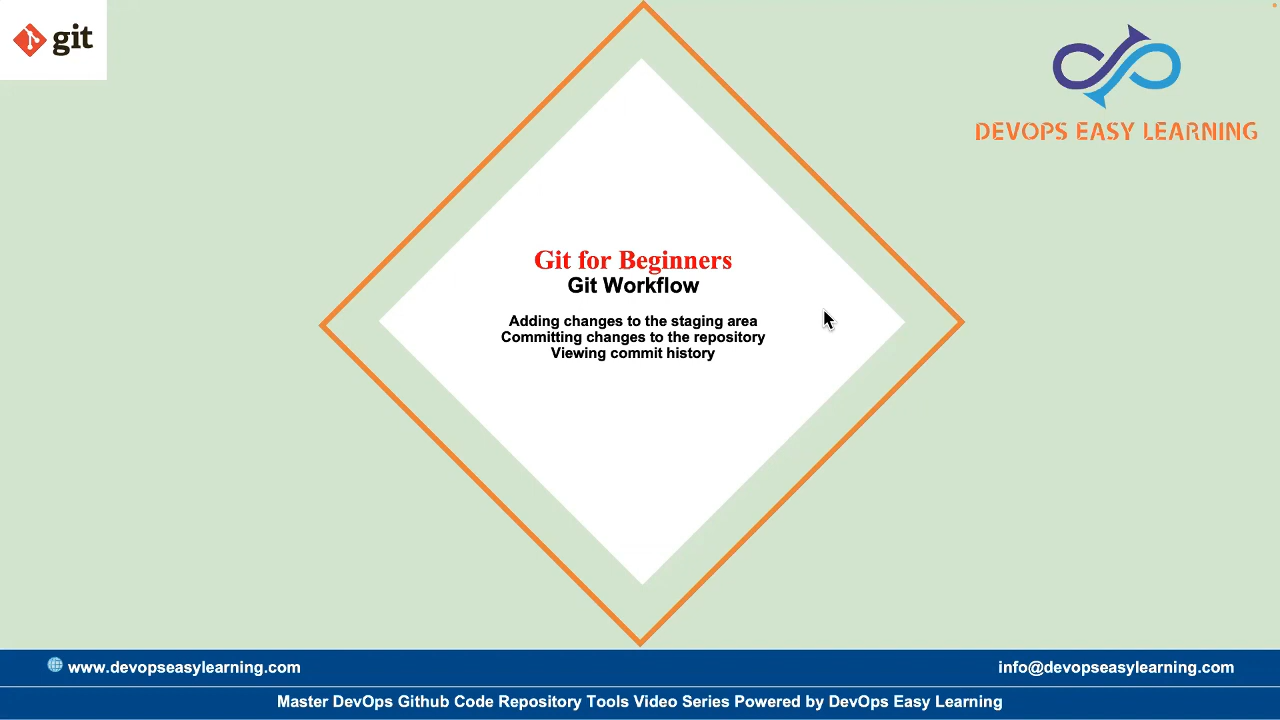 git
DEVOPS EASY LEARNING
Git for Beginners
Git Workflow
Adding changes to the staging area
Committing changes to the repository
Viewing commit history
www.devopseasylearning.com
info@devopseasylearning.com
Master DevOps Github Code Repository Tools Video Series Powered by DevOps Easy Learning